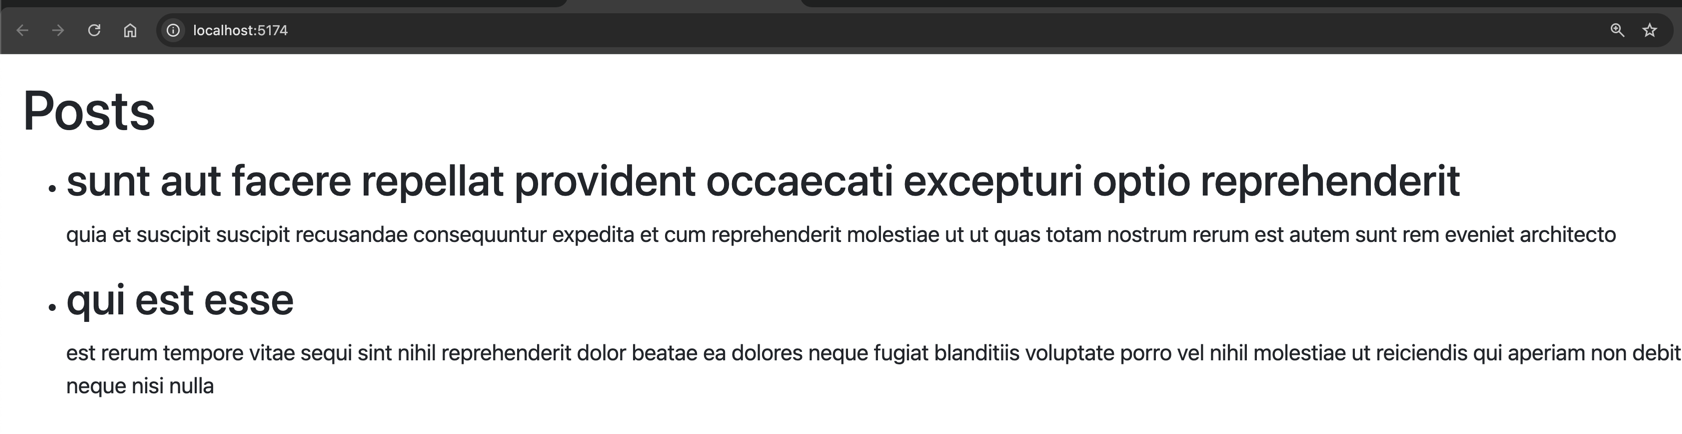 localhost:5174
Posts
• sunt aut facere repellat provident occaecati excepturi optio reprehenderit
quia et suscipit suscipit recusandae consequuntur expedita et cum reprehenderit molestiae ut ut quas totam nostrum rerum est autem sunt rem eveniet architecto
• qui est esse
est rerum tempore vitae sequi sint nihil reprehenderit dolor beatae ea dolores neque fugiat blanditiis voluptate porro vel nihil molestiae ut reiciendis qui aperiam non debit
neque nisi nulla